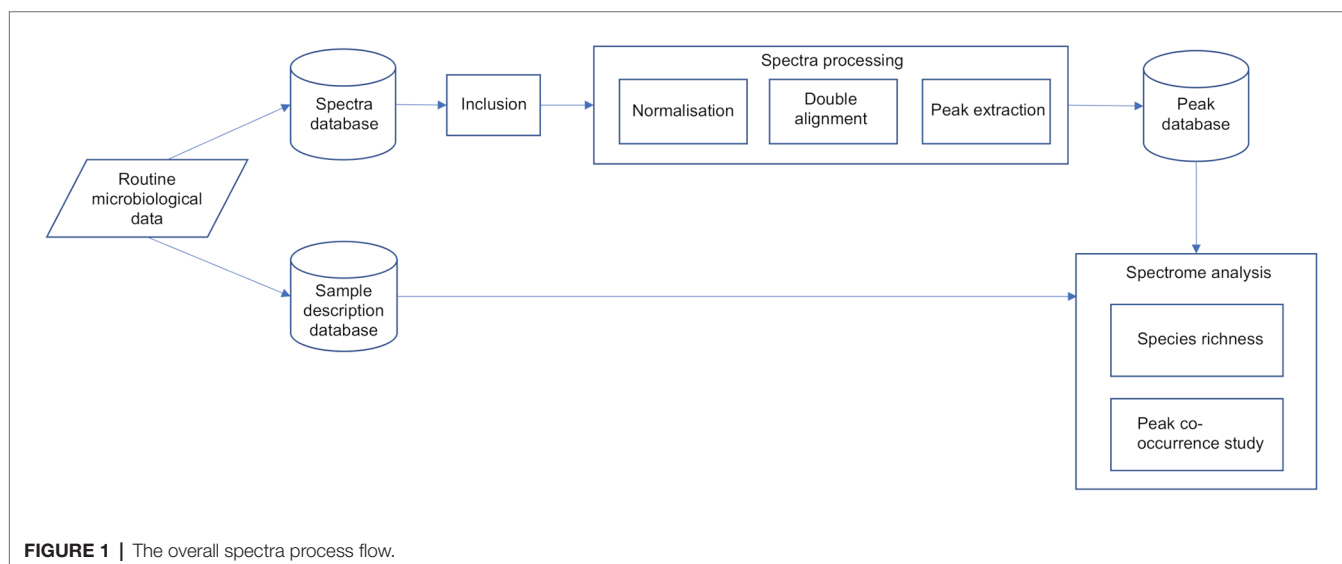 Spectra processing
Spectra
database
Inclusion
Normalisation
Double
alignment
Peak extraction
Peak
database
Routine
microbiological
data
Sample
description
database
Spectrome analysis
Species richness
Peak co-
occurrence study
FIGURE 1 | The overall spectra process flow.